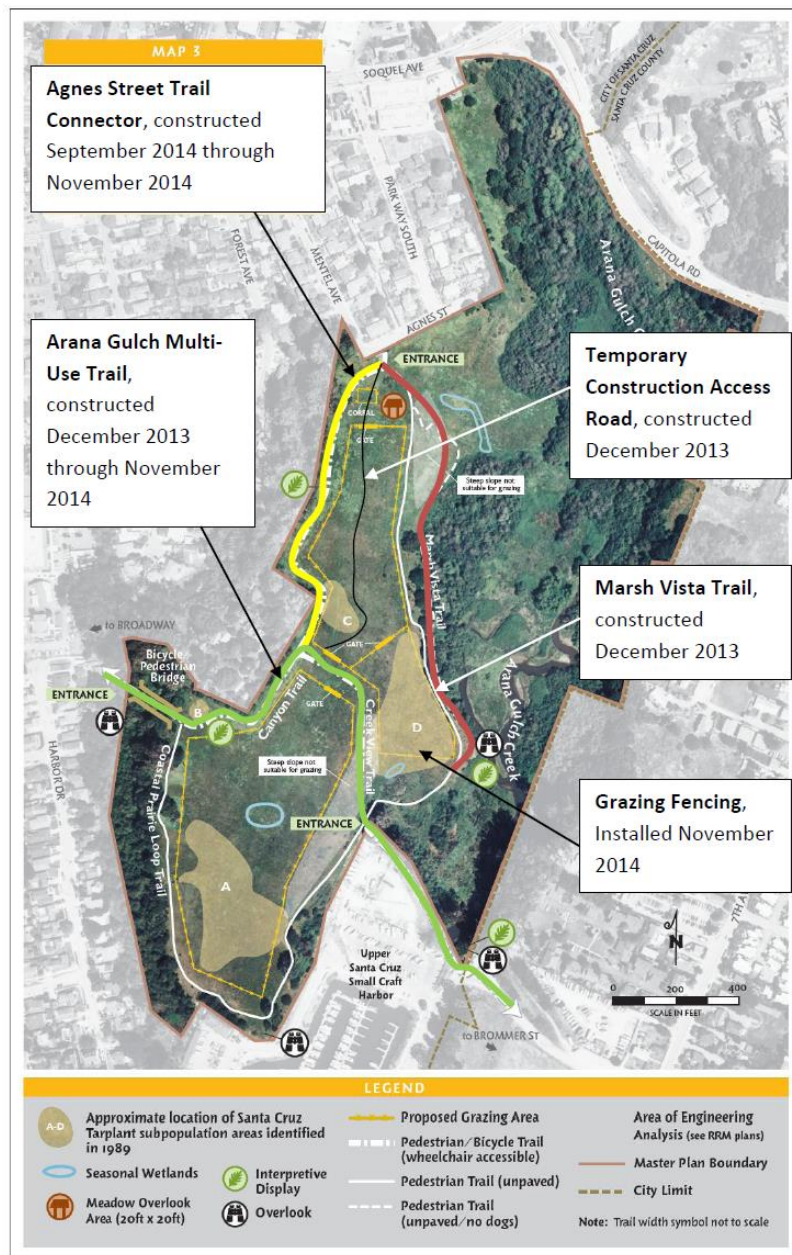 MAP 3
Agnes Street Trail
Connector, constructed
September 2014 through
November 2014
SOQUEL AVE
CITY OF SANTA CRUZ
SANTA CRUZ COUNTY
PARK WAY SOUTH
FOREST AVE
MENTEL AVE
AGNES ST
CAPITOLA RD
Arana Gulch
Arana Gulch Multi-
Use Trail,
constructed
December 2013
through November
2014
ENTRANCE
Temporary
Construction Access
Road, constructed
December 2013
CORRAL
GATE
Steep slope not
suitable for grazing
Marsh Vista Trail
Marsh Vista Trail,
constructed
December 2013
C
to BROADWAY
GATE
Bicycle
Pedestrian
Bridge
ENTRANCE
B
Canyon Trail
GATE
Creek View Trail
D
Arana Gulch Creek
HARBOR DR
Coastal Prairie Loop Trail
Steep slope not
suitable for grazing
ENTRANCE
Grazing Fencing,
Installed November
2014
A
7TH A
Upper
Santa Cruz
Small Craft
Harbor
N
0 200 400
SCALE IN FEET
to BROMMER ST
LEGEND
A-D
Approximate location of Santa Cruz
Tarplant subpopulation areas identified
in 1989
Seasonal Wetlands
Meadow Overlook
Area (20ft x 20ft)
Interpretive
Display
Overlook
Proposed Grazing Area
Pedestrian/Bicycle Trail
(wheelchair accessible)
Pedestrian Trail (unpaved)
Pedestrian Trail
(unpaved/no dogs)
Area of Engineering
Analysis (see RRM plans)
Master Plan Boundary
City Limit
Note: Trail width symbol not to scale